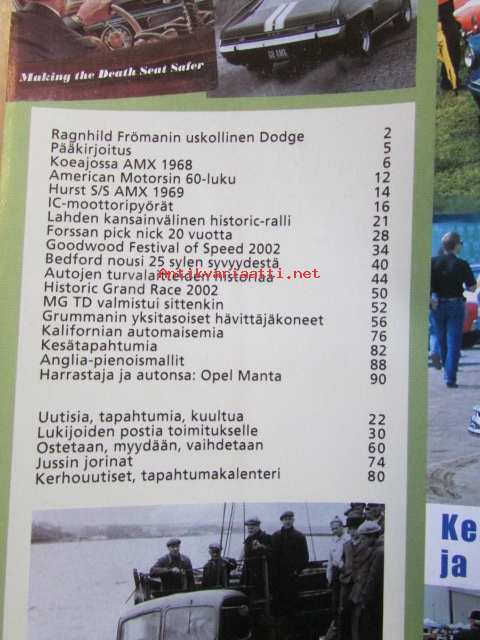 Making the Death Seat Safer
Ragnhild Frömanin uskollinen Dodge 2
Pääkirjoitus 5
Koeajossa AMX 1968 6
American Motorsin 60-luku 12
Hurst S/S AMX 1969 14
IC-moottoripyörät 16
Lahden kansainvälinen historic-ralli 21
Forssan pick nick 20 vuotta 28
Goodwood Festival of Speed 2002 34
Bedford nousi 25 sylen syvyydestä 40
Autojen turvalaitteiden historiaa 44
Antikvariaatti.net
Historic Grand Race 2002 50
MG TD valmistui sittenkin 52
Grummanin yksitasoiset hävittäjäkoneet 56
Kalifornian automaisemia 76
Kesätapahtumia 82
Anglia-pienoismallit 88
Harrastaja ja autonsa: Opel Manta 90
Uutisia, tapahtumia, kuultua 22
Lukijoiden postia toimitukselle 30
Ostetaan, myydään, vaihdetaan 60
Jussin jorinat 74
Kerhouutiset, tapahtumakalenteri 80
Ke
ja